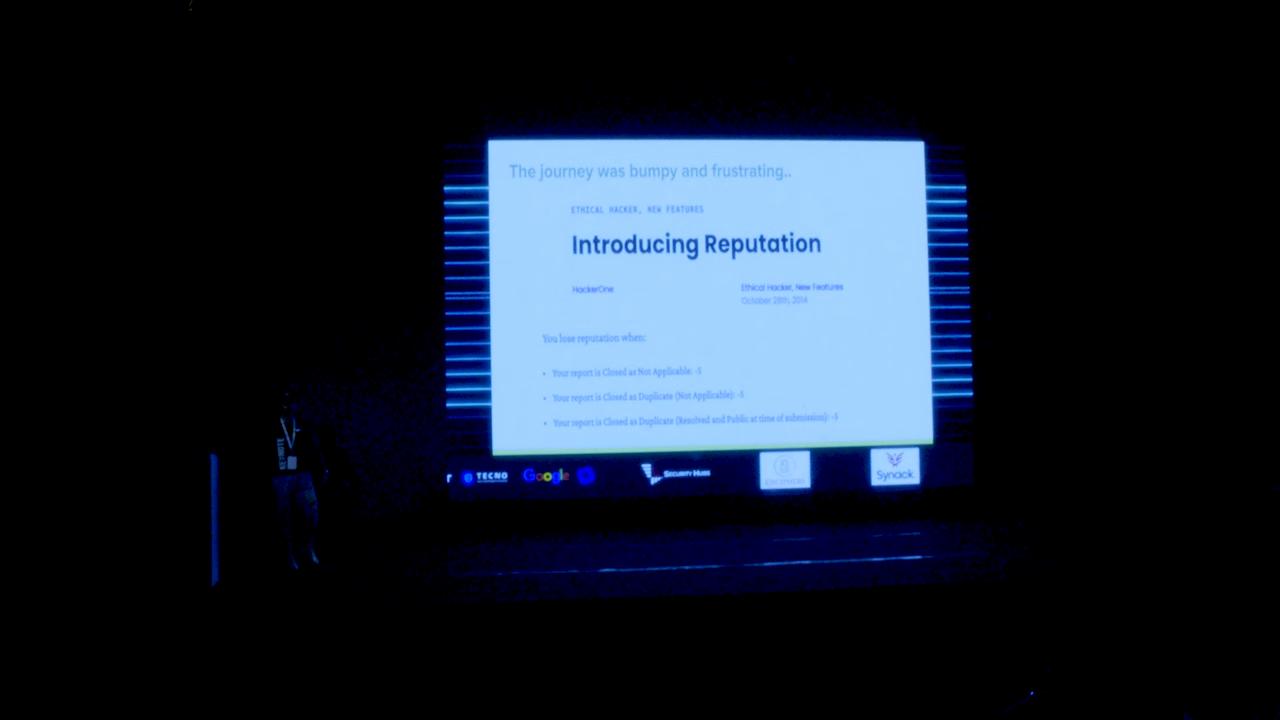 The journey was bumpy and frustrating..
ETHICAL HACKER, NEW FEATURES
Introducing Reputation
HackerOne
Ethical Hacker, New Features
October 28th, 2014
You lose reputation when:
• Your report is Closed as Not Applicable: -5
• Your report is Closed as Duplicate (Not Applicable): -5
• Your report is Closed as Duplicate (Resolved and Public at time of submission): -5
TECNO
Google
SECURITY HUBS
Synack